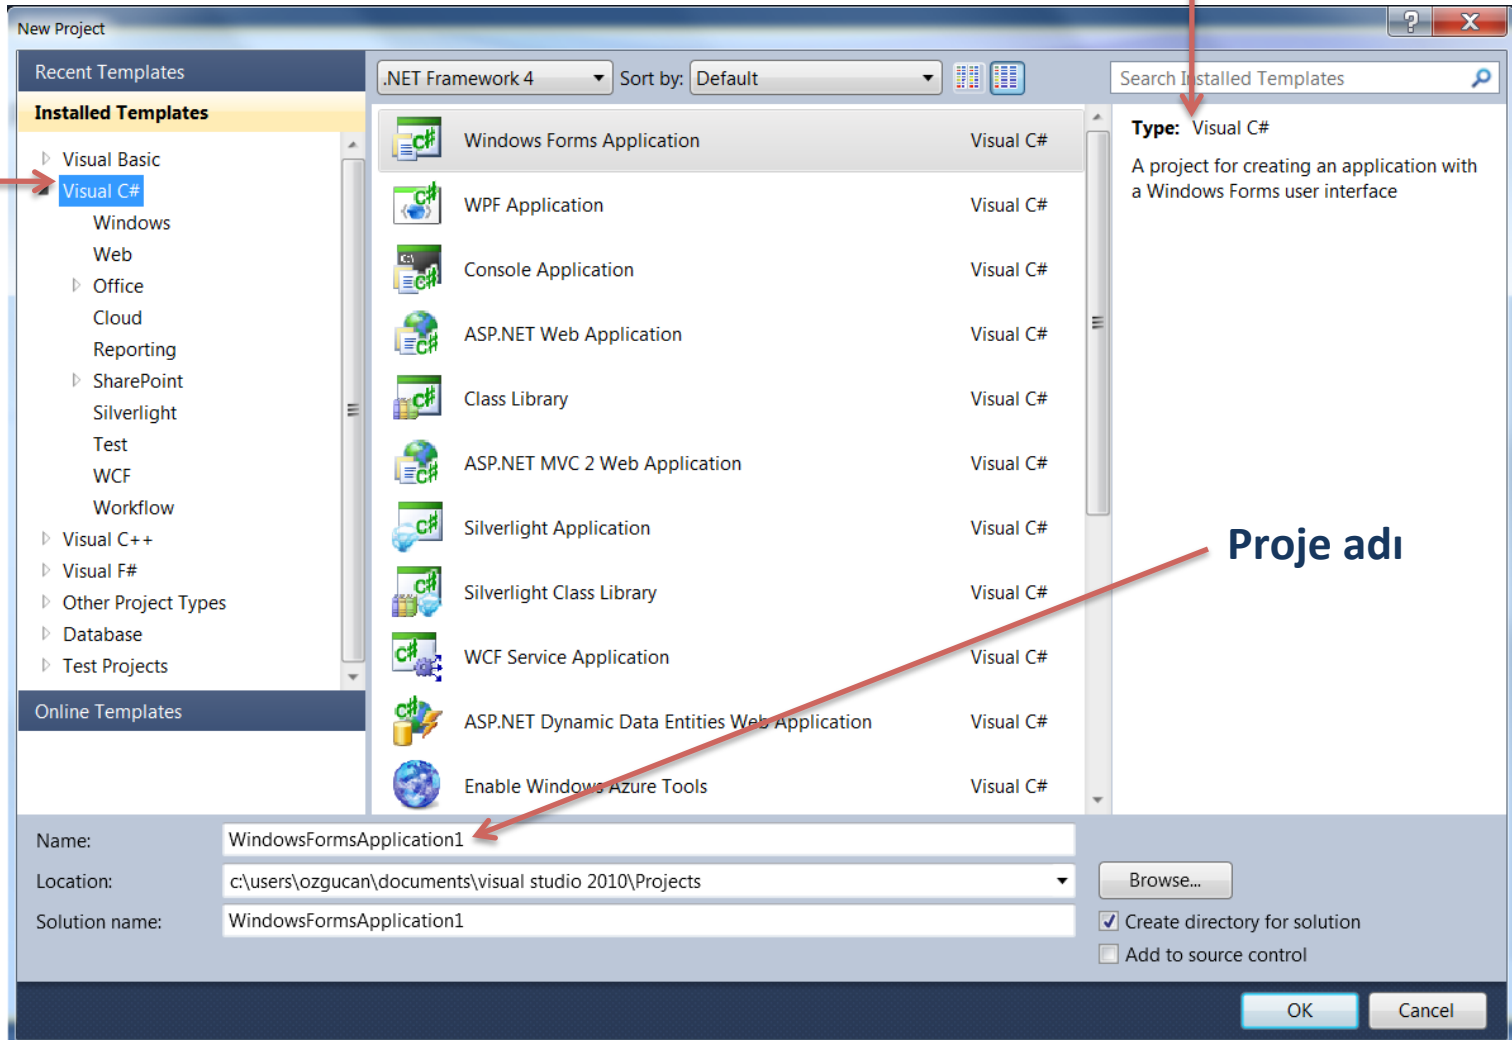 New Project
Recent Templates
.NET Framework 4
Sort by: Default
Search Installed Templates
Installed Templates
Visual Basic
Visual C#
Windows
Web
Office
Cloud
Reporting
SharePoint
Silverlight
Test
WCF
Workflow
Visual C++
Visual F#
Other Project Types
Database
Test Projects
Online Templates
Windows Forms Application Visual C#
WPF Application Visual C#
Console Application Visual C#
ASP.NET Web Application Visual C#
Class Library Visual C#
ASP.NET MVC 2 Web Application Visual C#
Silverlight Application Visual C#
Silverlight Class Library Visual C#
WCF Service Application Visual C#
ASP.NET Dynamic Data Entities Web Application Visual C#
Enable Windows Azure Tools Visual C#
Type: Visual C#
A project for creating an application with
a Windows Forms user interface
Proje adı
Name: WindowsFormsApplication1
Location: c:\users\ozgucan\documents\visual studio 2010\Projects
Browse...
Solution name: WindowsFormsApplication1
Create directory for solution
Add to source control
OK
Cancel